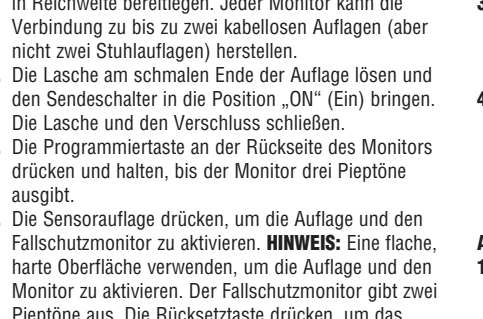 in Reichweite bereitlegen. Jeder Monitor kann die
Verbindung zu bis zu zwei kabellosen Auflagen (aber
nicht zwei Stuhlauflagen) herstellen.
Die Lasche am schmalen Ende der Auflage lösen und
den Sendeschalter in die Position „ON“ (Ein) bringen.
Die Lasche und den Verschluss schließen.
Die Programmiertaste an der Rückseite des Monitors
drücken und halten, bis der Monitor drei Pieptöne
ausgibt.
Die Sensorauflage drücken, um die Auflage und den
Fallschutzmonitor zu aktivieren. HINWEIS: Eine flache,
harte Oberfläche verwenden, um die Auflage und den
Monitor zu aktivieren. Der Fallschutzmonitor gibt zwei
Pieptöne aus. Die Rücksetztaste drücken, um das
3
4
A
1